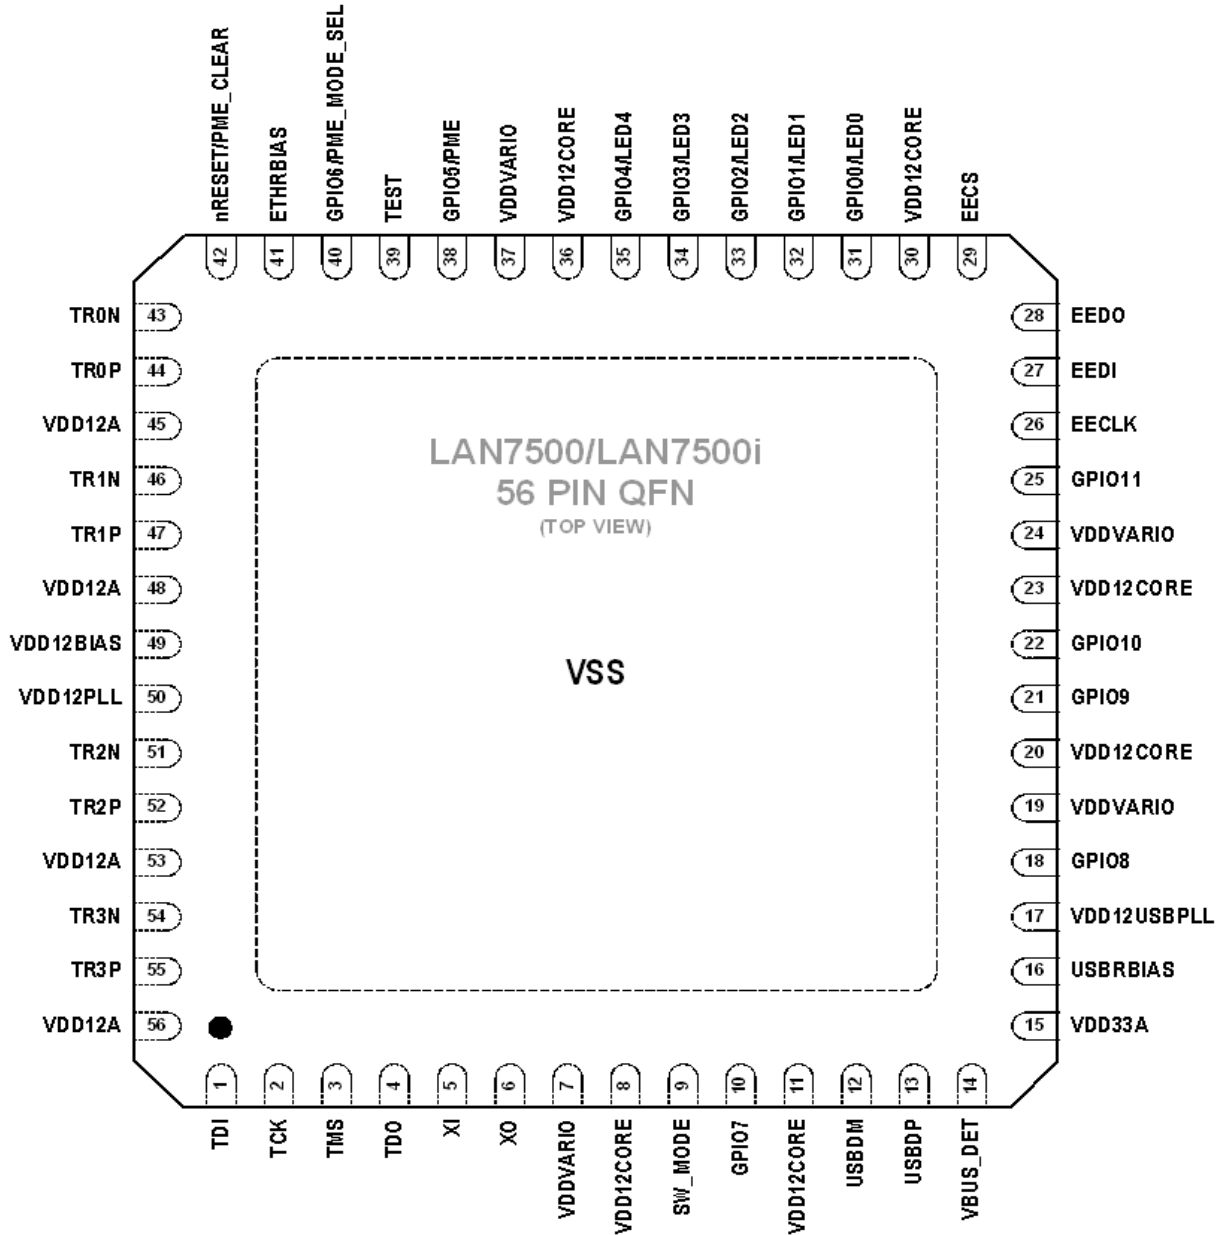 nRESET/PME_CLEAR
ETHRBIAS
GPIO6/PME_MODE_SEL
TEST
GPIO5/PME
VDDVARIO
VDD12CORE
GPIO4/LED4
GPIO3/LED3
GPIO2/LED2
GPIO1/LED1
GPIO0/LED0
VDD12CORE
EECS
42
41
40
39
38
37
36
35
34
33
32
31
30
29
TR0N 43
TR0P 44
VDD12A 45
TR1N 46
TR1P 47
VDD12A 48
VDD12BIAS 49
VDD12PLL 50
TR2N 51
TR2P 52
VDD12A 53
TR3N 54
TR3P 55
VDD12A 56
LAN7500/LAN7500i
56 PIN QFN
(TOP VIEW)
VSS
28 EEDO
27 EEDI
26 EECLK
25 GPIO11
24 VDDVARIO
23 VDD12CORE
22 GPIO10
21 GPIO9
20 VDD12CORE
19 VDDVARIO
18 GPIO8
17 VDD12USBPLL
16 USBRBIAS
15 VDD33A
1
2
3
4
5
6
7
8
9
10
11
12
13
14
TDI
TCK
TMS
TDO
XI
XO
VDDVARIO
VDD12CORE
SW_MODE
GPIO7
VDD12CORE
USBDM
USBDP
VBUS_DET